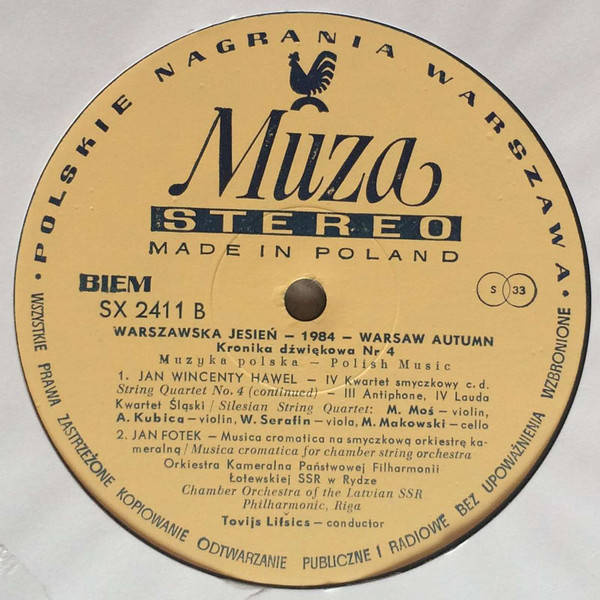 • POLSKIE NAGRANIA WARSZAWA •
Muza
STEREO
MADE IN POLAND
BIEM
SX 2411 B
S 33
WARSZAWSKA JESIEŃ – 1984 – WARSAW AUTUMN
Kronika dźwiękowa Nr 4
Muzyka polska – Polish Music
1. JAN WINCENTY HAWEL – IV Kwartet smyczkowy c. d.
String Quartet No. 4 (continued) – III Antiphone, IV Lauda
Kwartet Śląski / Silesian String Quartet: M. Moś – violin,
A. Kubica – violin, W. Serafin – viola, M. Makowski – cello
2. JAN FOTEK – Musica cromatica na smyczkową orkiestrę ka-
meralną / Musica cromatica for chamber string orchestra
Orkiestra Kameralna Państwowej Filharmonii
Łotewskiej SSR w Rydze
Chamber Orchestra of the Latvian SSR
Philharmonic, Riga
Tovijs Lifšics – conductor
WSZYSTKIE PRAWA ZASTRZEŻONE KOPIOWANIE ODTWARZANIE PUBLICZNE I RADIOWE BEZ UPOWAŻNIENIA WZBRONIONE